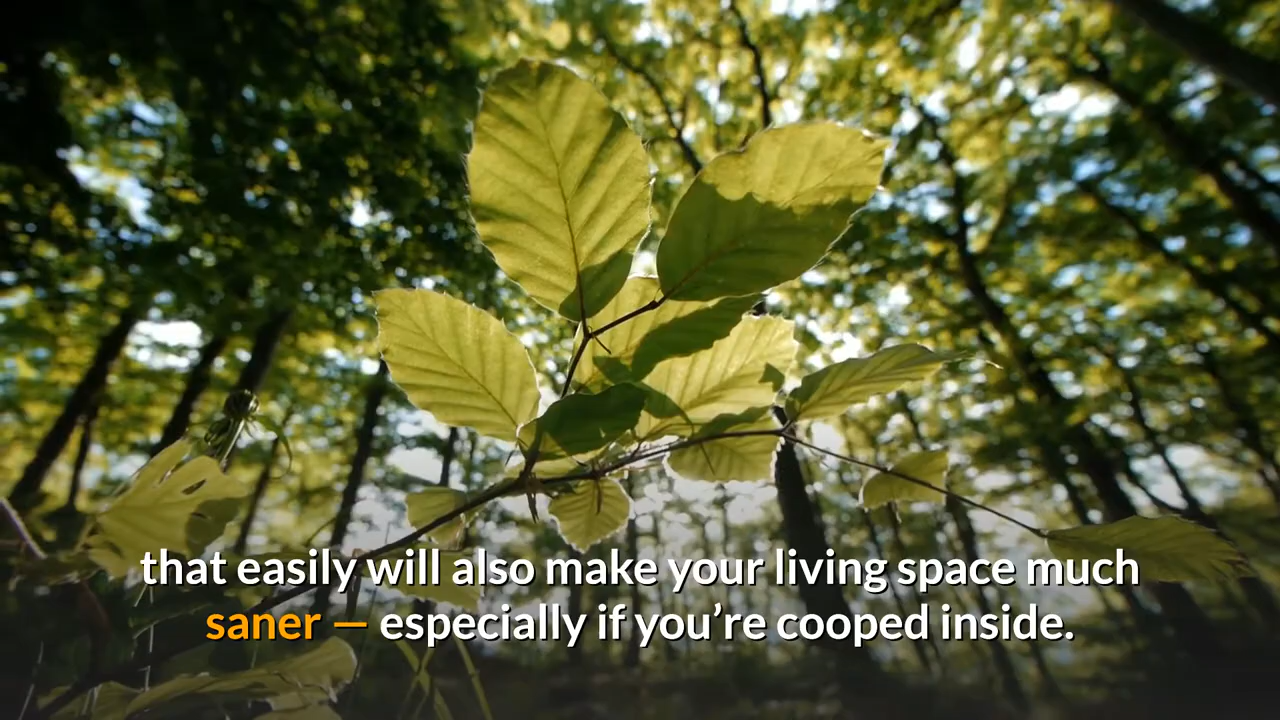 that easily will also make your living space much
saner — especially if you’re cooped inside.